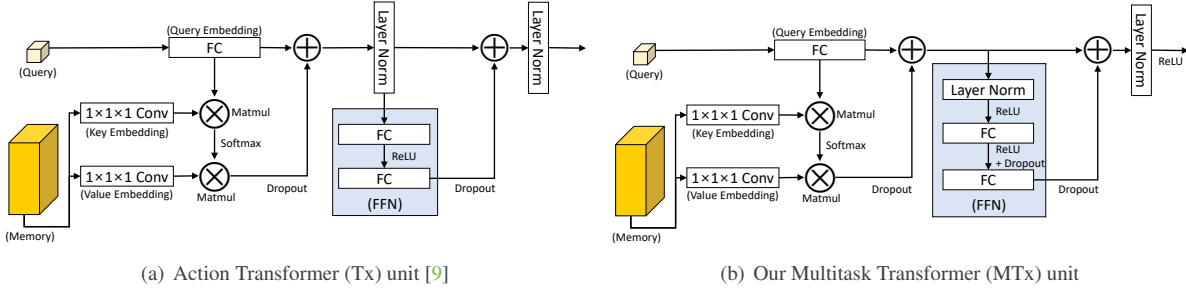 (Query Embedding)
FC
(Query)
Layer Norm
Layer Norm
1×1×1 Conv
(Key Embedding)
Matmul
Softmax
1×1×1 Conv
(Value Embedding)
Matmul
Dropout
(Memory)
FC
ReLU
FC
(FFN)
Dropout
(a) Action Transformer (Tx) unit [9]
(Query Embedding)
FC
(Query)
Layer Norm
ReLU
1×1×1 Conv
(Key Embedding)
Matmul
Softmax
1×1×1 Conv
(Value Embedding)
Matmul
Dropout
(Memory)
Layer Norm
ReLU
FC
ReLU
+ Dropout
FC
(FFN)
Dropout
(b) Our Multitask Transformer (MTx) unit